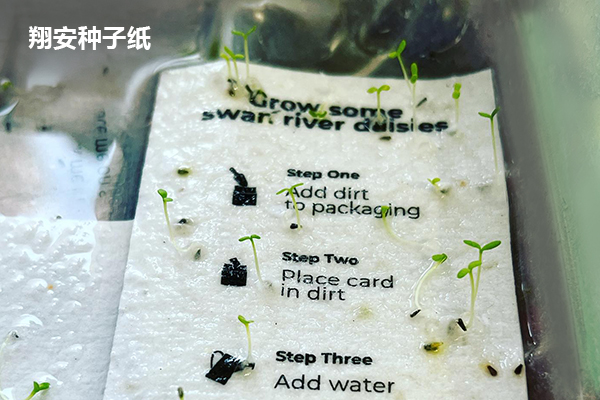 翔安种子纸
Grow some
swan river daisies
Step One
Add dirt
to packaging
Step Two
Place card
in dirt
Step Three
Add water